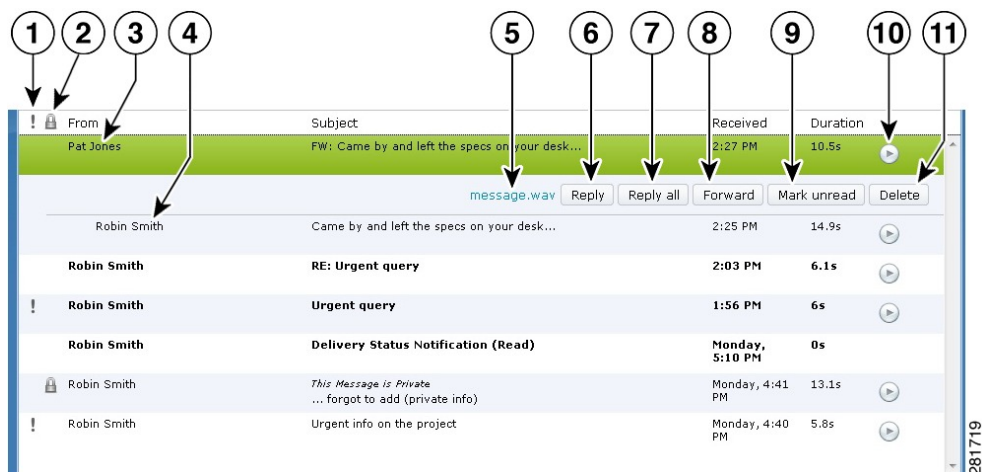 1 2 3 4 5 6 7 8 9 10 11
! From Subject Received Duration
Pat Jones FW: Came by and left the specs on your desk... 2:27 PM 10.5s
message.wav Reply Reply all Forward Mark unread Delete
Robin Smith Came by and left the specs on your desk... 2:25 PM 14.9s
Robin Smith RE: Urgent query 2:03 PM 6.1s
! Robin Smith Urgent query 1:56 PM 6s
Robin Smith Delivery Status Notification (Read) Monday, 0s
5:10 PM
Robin Smith This Message is Private Monday, 4:41 13.1s
... forgot to add (private info) PM
! Robin Smith Urgent info on the project Monday, 4:40 5.8s
PM
281719